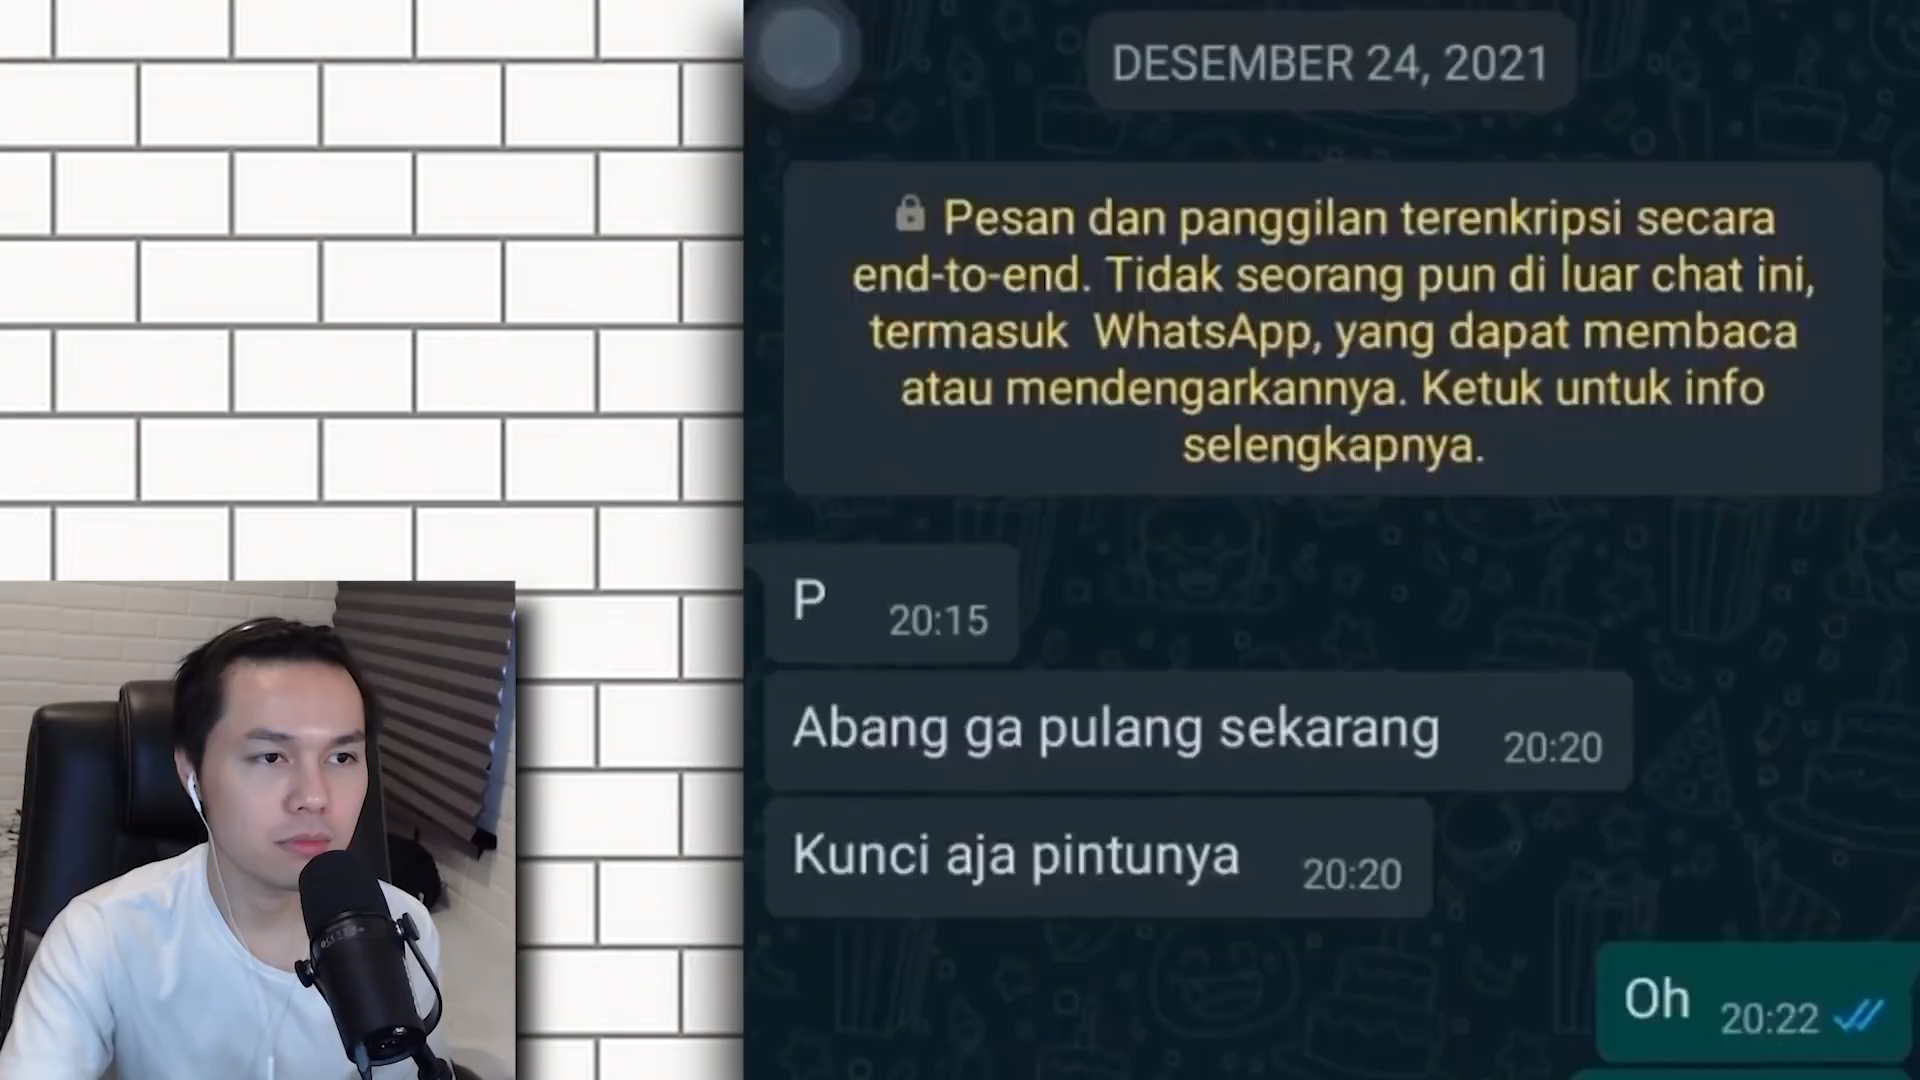 DESEMBER 24, 2021
Pesan dan panggilan terenkripsi secara
end-to-end. Tidak seorang pun di luar chat ini,
termasuk WhatsApp, yang dapat membaca
atau mendengarkannya. Ketuk untuk info
selengkapnya.
P 20:15
Abang ga pulang sekarang 20:20
Kunci aja pintunya 20:20
Oh 20:22